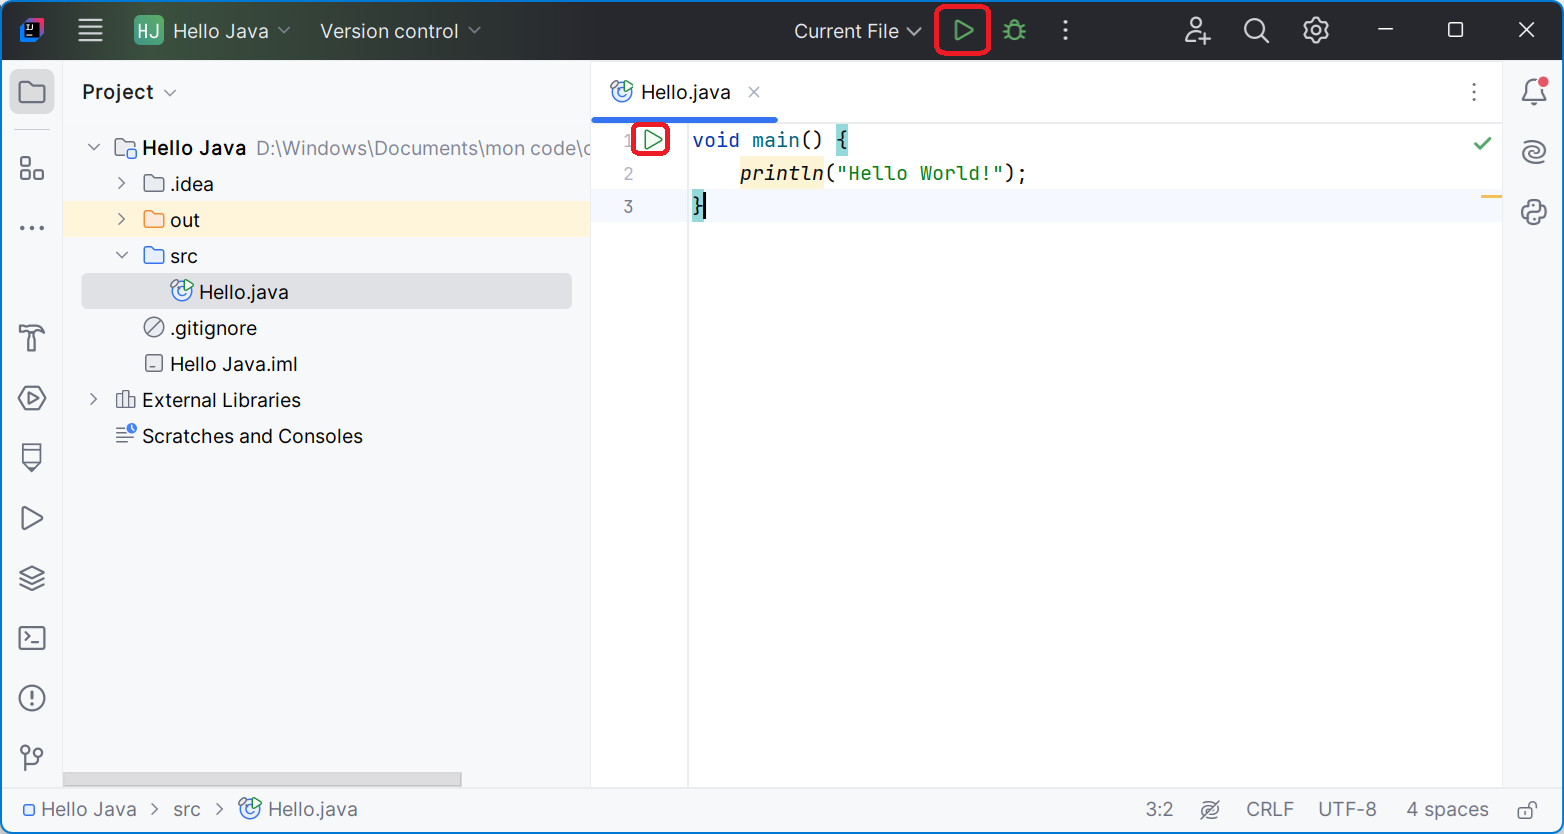 HJ Hello Java Version control Current File
Project
Hello.java
Hello Java D:\Windows\Documents\mon code\
.idea
out
src
Hello.java
.gitignore
Hello Java.iml
External Libraries
Scratches and Consoles
1 void main() {
2 println("Hello World!");
3 }
Hello Java > src > Hello.java 3:2 CRLF UTF-8 4 spaces